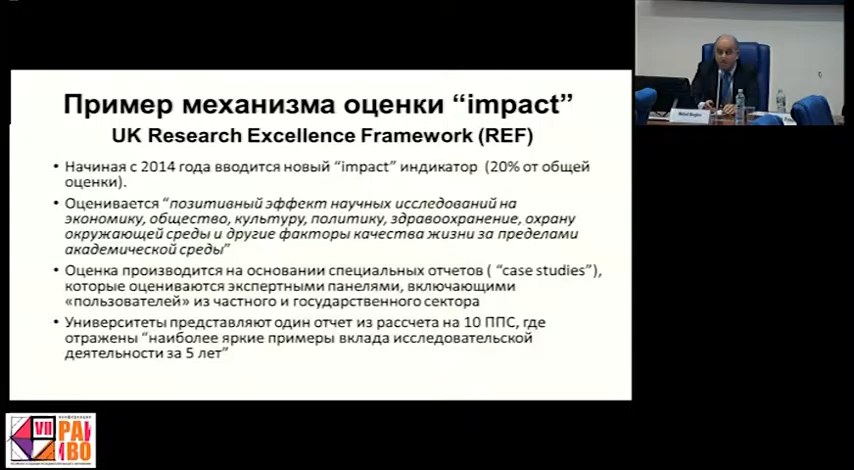 Пример механизма оценки “impact”
UK Research Excellence Framework (REF)
• Начиная с 2014 года вводится новый “impact” индикатор (20% от общей
оценки).
• Оценивается “позитивный эффект научных исследований на
экономику, общество, культуру, политику, здравоохранение, охрану
окружающей среды и другие факторы качества жизни за пределами
академической среды”
• Оценка производится на основании специальных отчетов ( “case studies”),
которые оцениваются экспертными панелями, включающими
«пользователей» из частного и государственного сектора
• Университеты представляют один отчет из рассчета на 10 ППС, где
отражены “наиболее яркие примеры вклада исследовательской
деятельности за 5 лет”
конференция
VII
РАИ
ВО